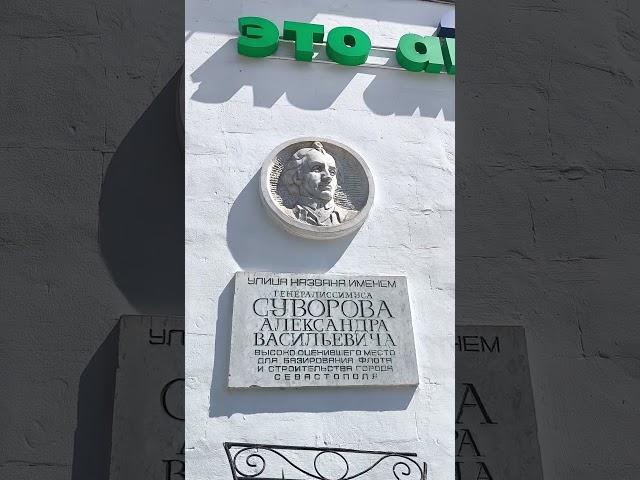 это а
УЛИЦА НАЗВАНА ИМЕНЕМ
ГЕНЕРАЛИССИМУСА
СУВОРОВА
АЛЕКСАНДРА
ВАСИЛЬЕВИЧА
ВЫСОКО ОЦЕНИВШЕГО МЕСТО
ДЛЯ БАЗИРОВАНИЯ ФЛОТА
И СТРОИТЕЛЬСТВА ГОРОДА
СЕВАСТОПОЛЯ